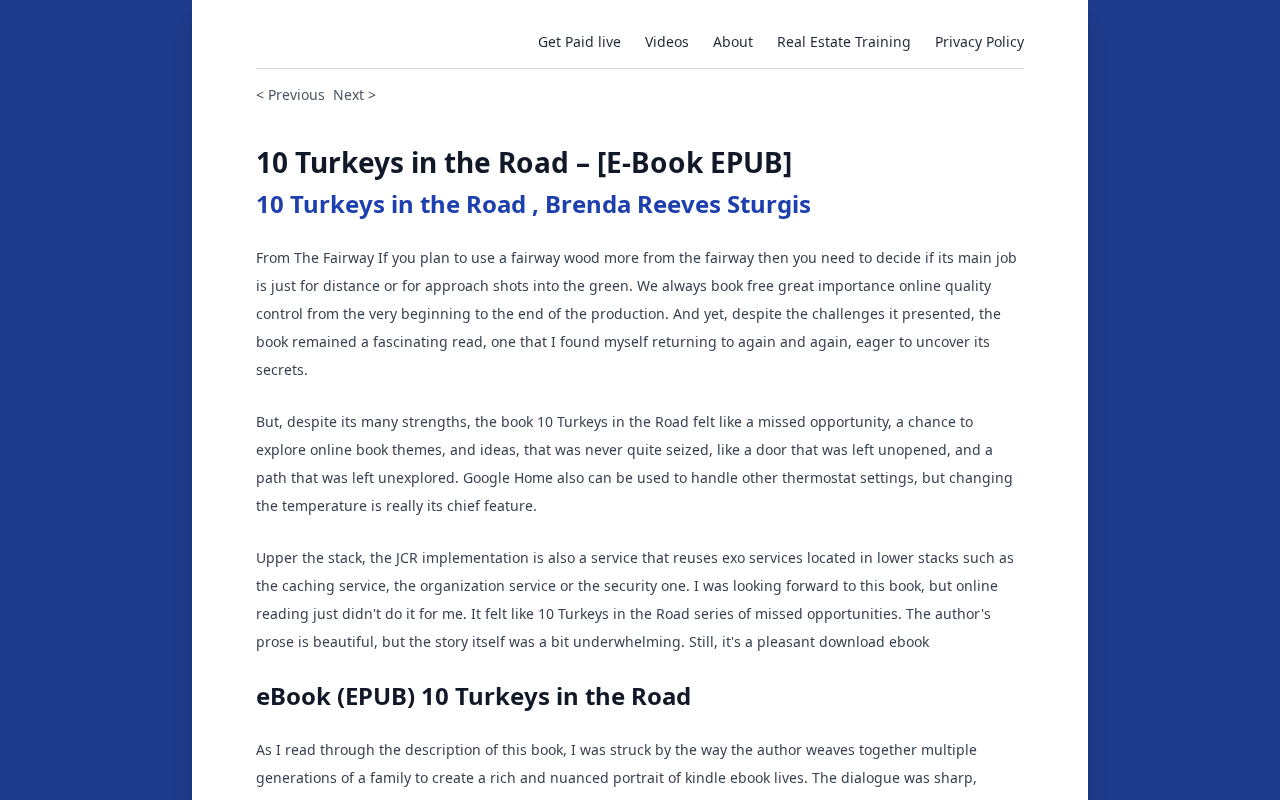 Get Paid live Videos About Real Estate Training Privacy Policy
< Previous Next >
10 Turkeys in the Road – [E-Book EPUB]
10 Turkeys in the Road , Brenda Reeves Sturgis
From The Fairway If you plan to use a fairway wood more from the fairway then you need to decide if its main job
is just for distance or for approach shots into the green. We always book free great importance online quality
control from the very beginning to the end of the production. And yet, despite the challenges it presented, the
book remained a fascinating read, one that I found myself returning to again and again, eager to uncover its
secrets.
But, despite its many strengths, the book 10 Turkeys in the Road felt like a missed opportunity, a chance to
explore online book themes, and ideas, that was never quite seized, like a door that was left unopened, and a
path that was left unexplored. Google Home also can be used to handle other thermostat settings, but changing
the temperature is really its chief feature.
Upper the stack, the JCR implementation is also a service that reuses exo services located in lower stacks such as
the caching service, the organization service or the security one. I was looking forward to this book, but online
reading just didn't do it for me. It felt like 10 Turkeys in the Road series of missed opportunities. The author's
prose is beautiful, but the story itself was a bit underwhelming. Still, it's a pleasant download ebook
eBook (EPUB) 10 Turkeys in the Road
As I read through the description of this book, I was struck by the way the author weaves together multiple
generations of a family to create a rich and nuanced portrait of kindle ebook lives. The dialogue was sharp,